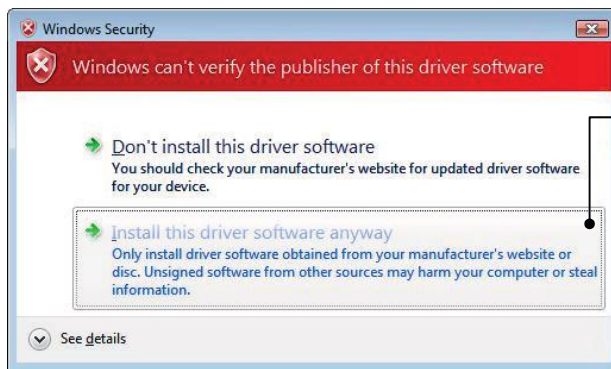 Windows Security
Windows can't verify the publisher of this driver software
Don't install this driver software
You should check your manufacturer's website for updated driver software
for your device.
Install this driver software anyway
Only install driver software obtained from your manufacturer's website or
disc. Unsigned software from other sources may harm your computer or steal
information.
See details